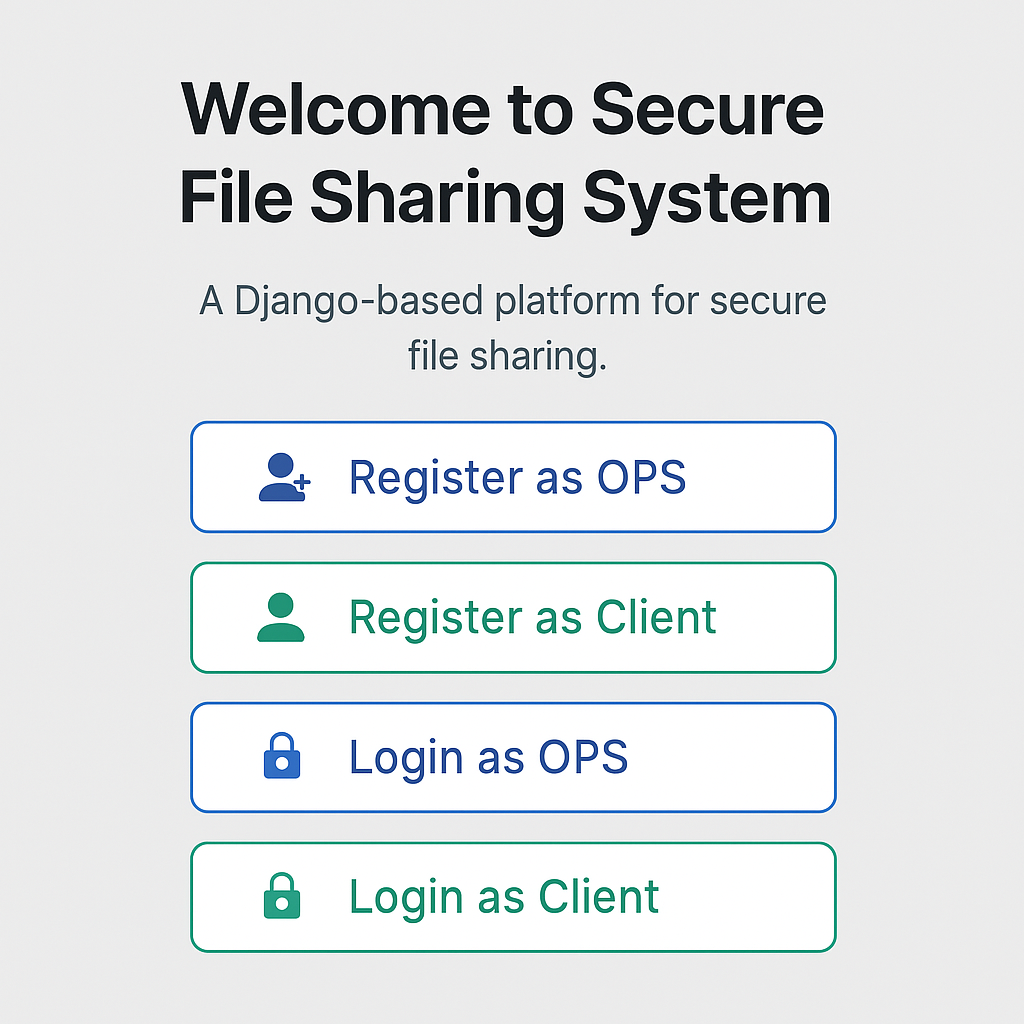 Welcome to Secure
File Sharing System
A Django-based platform for secure
file sharing.
Register as OPS
Register as Client
Login as OPS
Login as Client